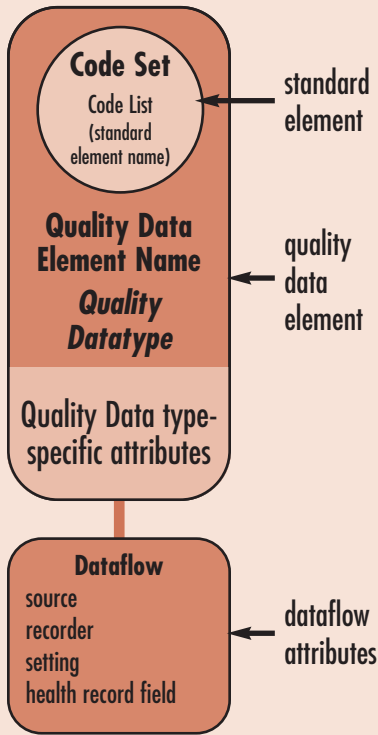 Code Set
Code List
(standard
element name)
standard
element
Quality Data
Element Name
Quality
Datatype
quality
data
element
Quality Data type-
specific attributes
Dataflow
source
recorder
setting
health record field
dataflow
attributes